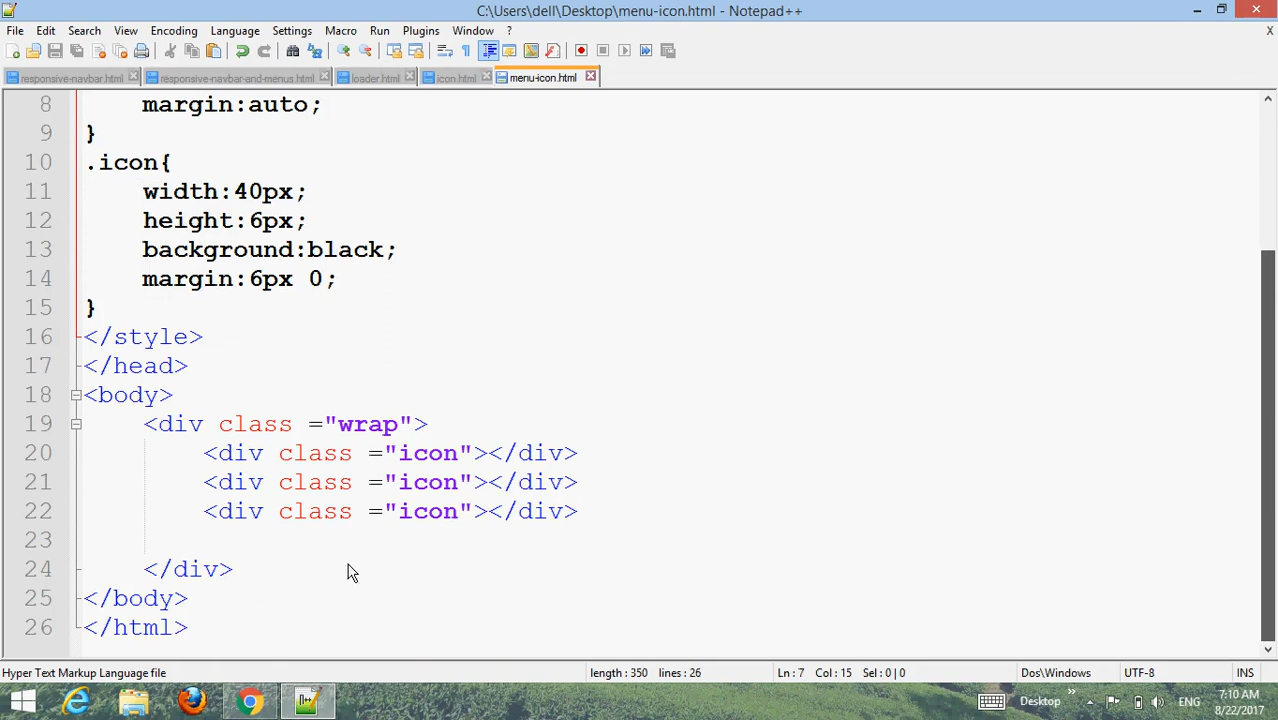 C:\Users\dell\Desktop\menu-icon.html - Notepad++
File Edit Search View Encoding Language Settings Macro Run Plugins Window ? X
responsive-navbar.html responsive-navbar-and-menus.html loader.html icon.html menu-icon.html
8 margin:auto;
9 }
10 .icon{
11 width:40px;
12 height:6px;
13 background:black;
14 margin:6px 0;
15 }
16 </style>
17 </head>
18 <body>
19 <div class ="wrap">
20 <div class ="icon"></div>
21 <div class ="icon"></div>
22 <div class ="icon"></div>
23
24 </div>
25 </body>
26 </html>
Hyper Text Markup Language file length : 350 lines : 26 Ln : 7 Col : 15 Sel : 0 | 0 Dos\Windows UTF-8 INS
Desktop ENG 7:10 AM
8/22/2017